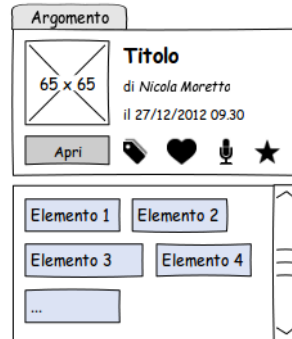 Argomento
65 x 65
Titolo
di Nicola Moretto
il 27/12/2012 09.30
Apri
Elemento 1
Elemento 2
Elemento 3
Elemento 4
...